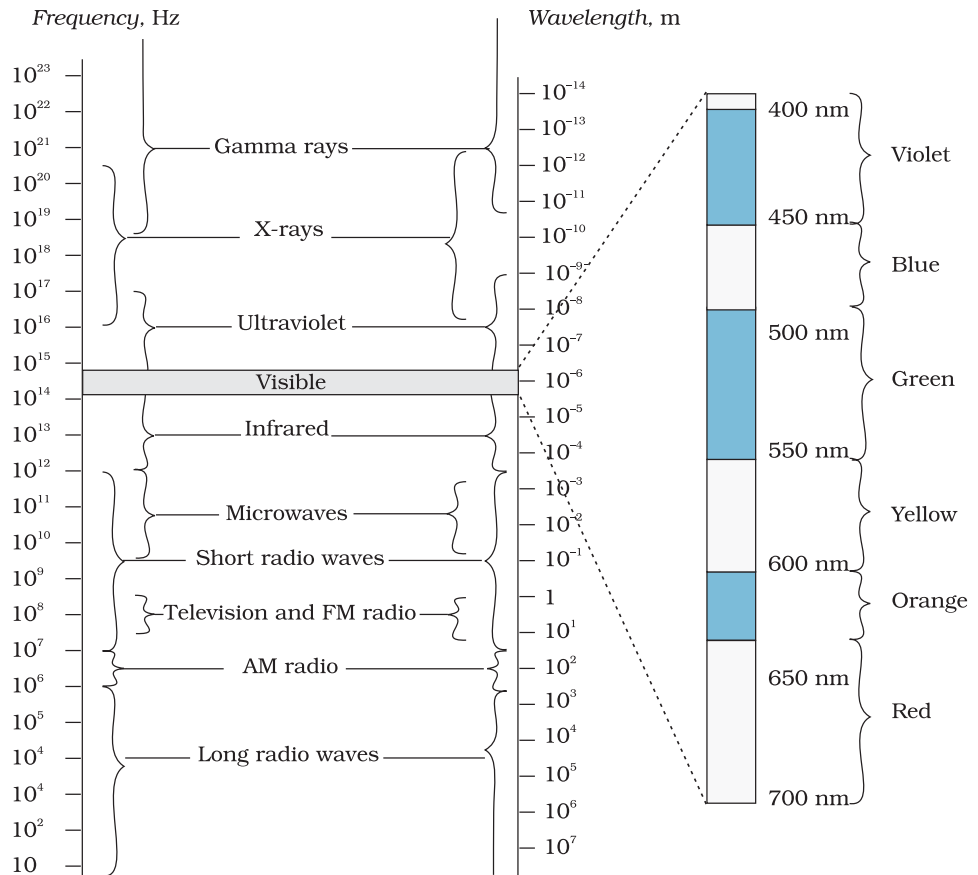 Frequency, Hz
Wavelength, m
10²³
10²²
10²¹
10²⁰
10¹⁹
10¹⁸
10¹⁷
10¹⁶
10¹⁵
10¹⁴
10¹³
10¹²
10¹¹
10¹⁰
10⁹
10⁸
10⁷
10⁶
10⁵
10⁴
10⁴
10²
10
Gamma rays
X-rays
Ultraviolet
Visible
Infrared
Microwaves
Short radio waves
Television and FM radio
AM radio
Long radio waves
10⁻¹⁴
10⁻¹³
10⁻¹²
10⁻¹¹
10⁻¹⁰
10⁻⁹
10⁻⁸
10⁻⁷
10⁻⁶
10⁻⁵
10⁻⁴
10⁻³
10⁻²
10⁻¹
1
10¹
10²
10³
10⁴
10⁵
10⁶
10⁷
400 nm
450 nm
500 nm
550 nm
600 nm
650 nm
700 nm
Violet
Blue
Green
Yellow
Orange
Red